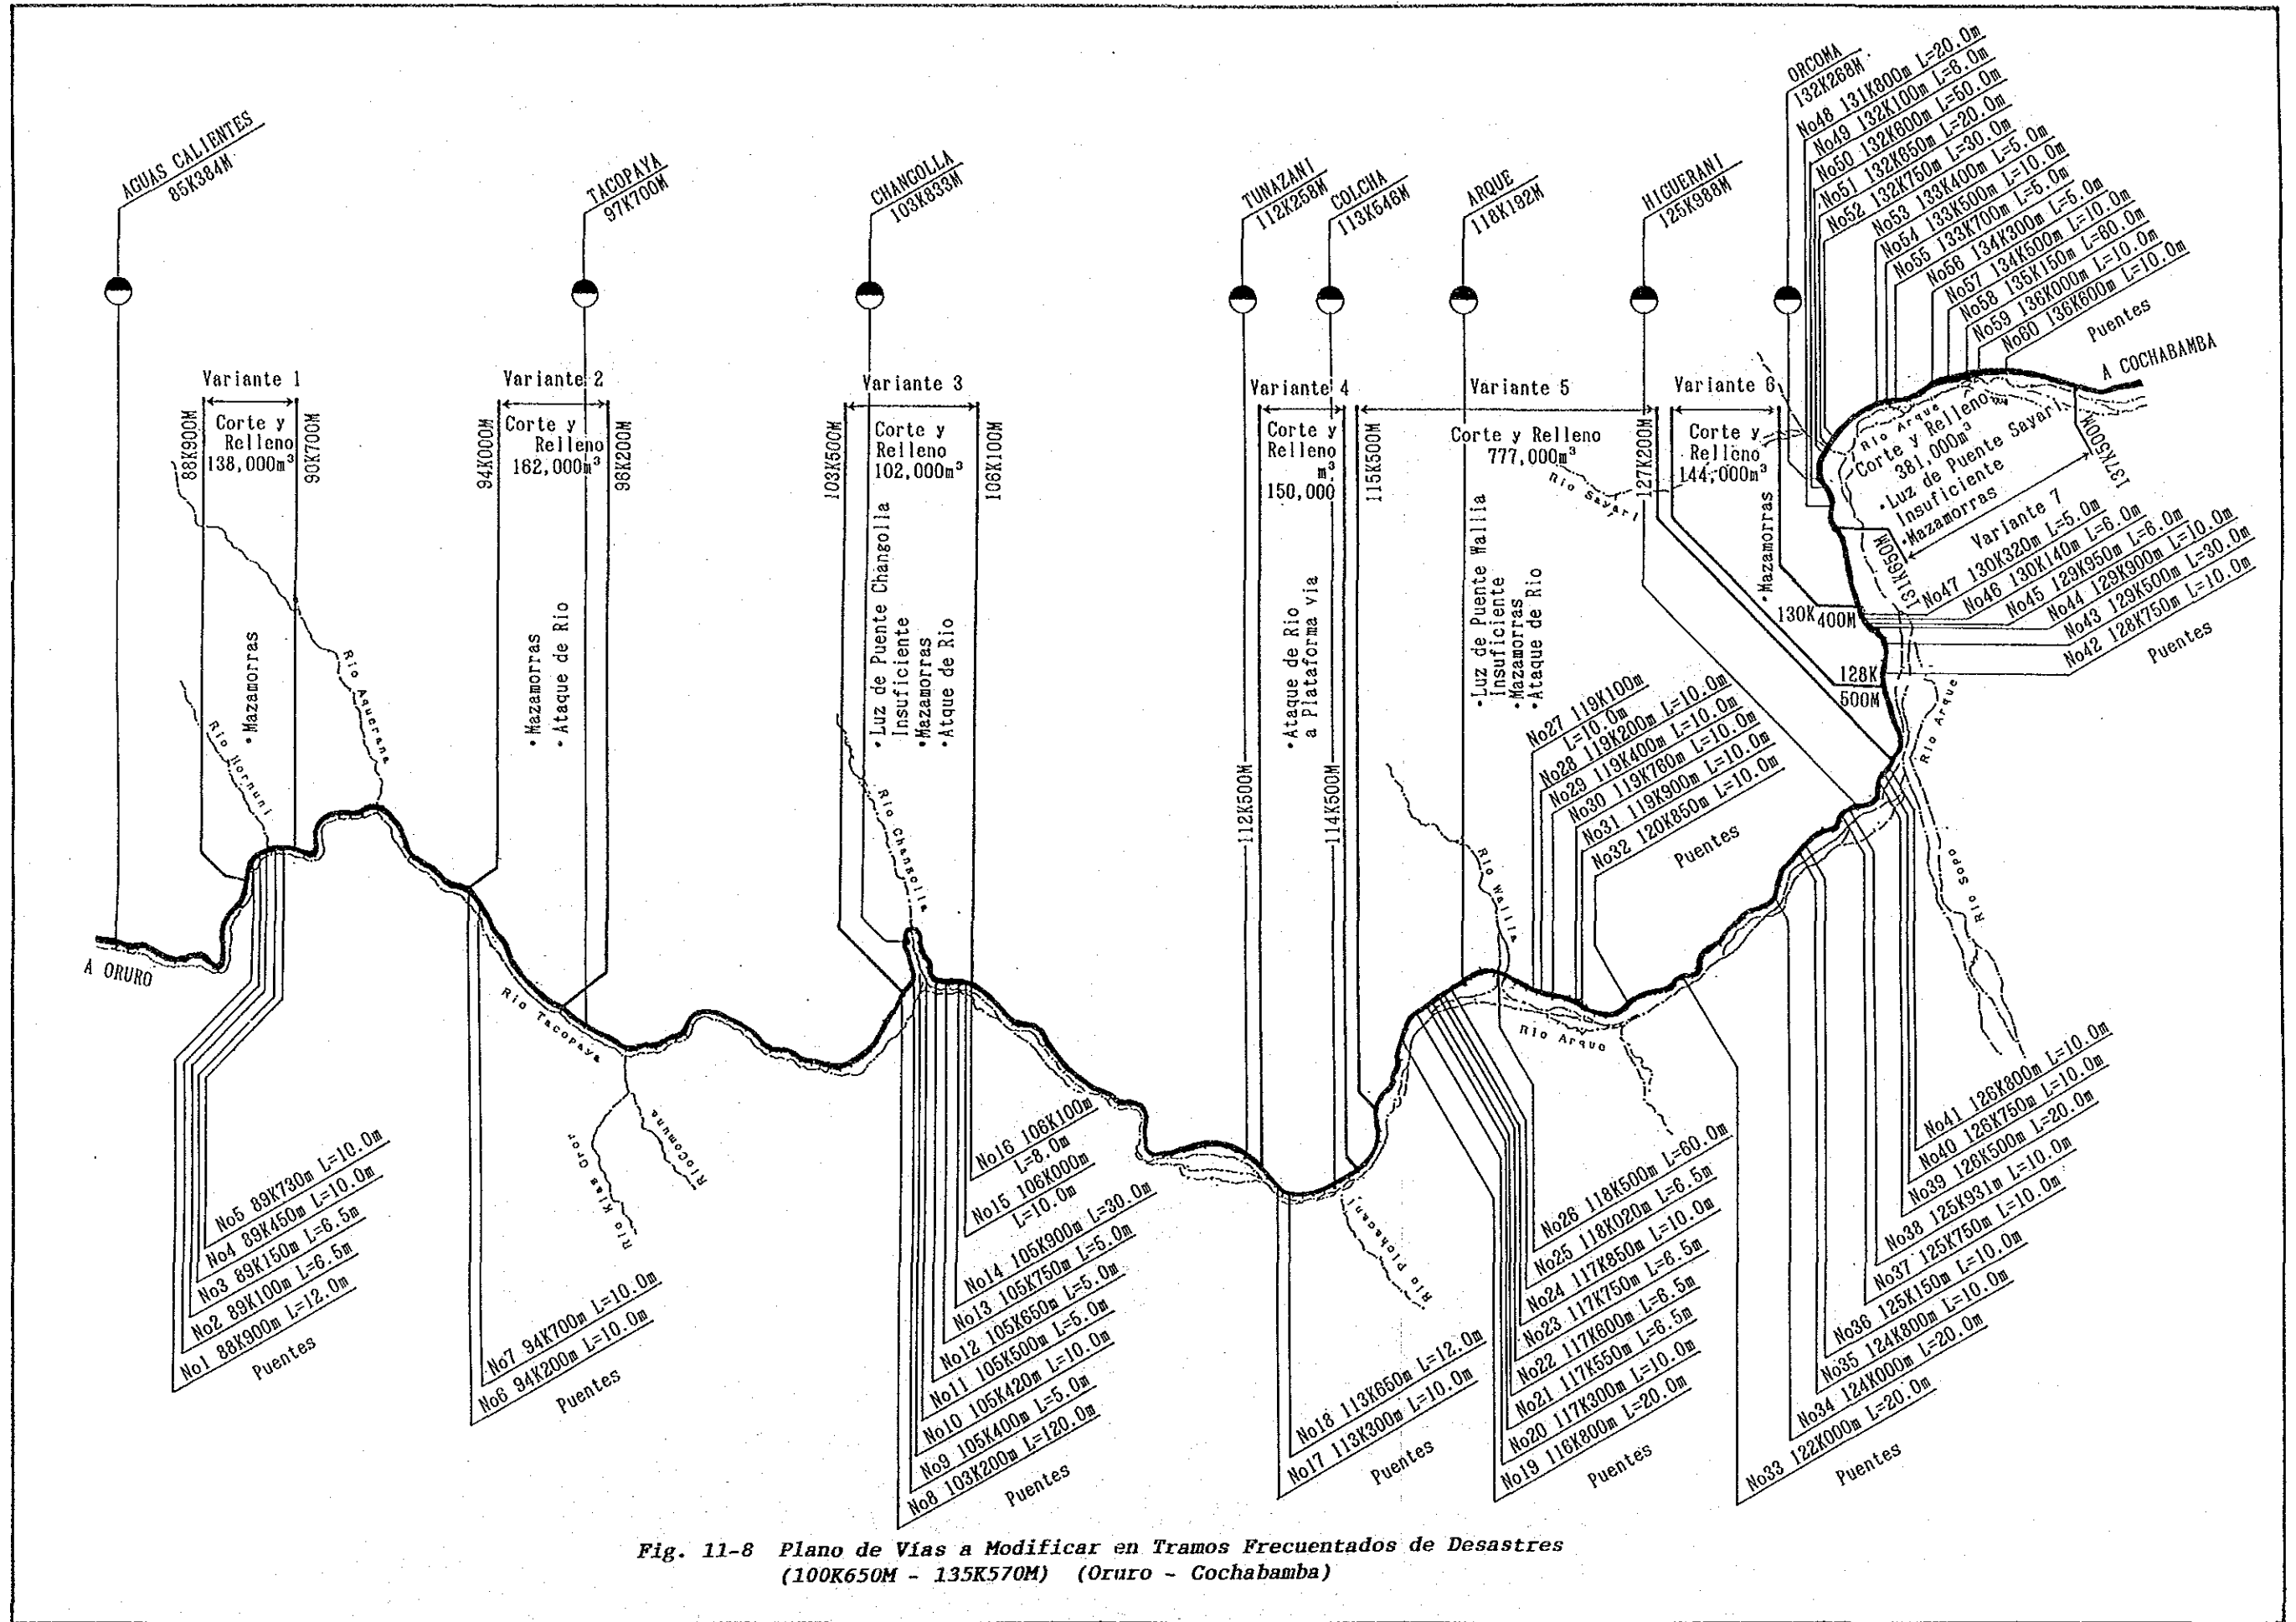 AGUAS CALIENTES
85K384M
TACOPAYA
97K700M
CHANGOLLA
103K833M
TUNAZANI
112K258M
COLCHA
113K546M
ARQUE
118K192M
HIGUERANI
125K988M
ORCOMA
132K268M
No48 131K800m L=20.0m
No49 132K100m L=6.0m
No50 132K600m L=50.0m
No51 132K650m L=20.0m
No52 132K750m L=30.0m
No53 133K400m L=5.0m
No54 133K500m L=10.0m
No55 133K700m L=5.0m
No56 134K300m L=5.0m
No57 134K500m L=10.0m
No58 135K150m L=60.0m
No59 136K000m L=10.0m
No60 136K600m L=10.0m
Puentes
A COCHABAMBA
Variante 1
88K900M
Corte y
Relleno
138,000m³
90K700M
•Mazamorras
Variante 2
94K000M
Corte y
Relleno
162,000m³
96K200M
•Mazamorras
•Ataque de Rio
Variante 3
103K500M
Corte y
Relleno
102,000m³
106K100M
•Luz de Puente Changolla
Insuficiente
•Mazamorras
•Atque de Rio
Variante 4
Corte y
Relleno
m³
150,000
112K500M
114K500M
•Ataque de Rio
a Plataforma via
Variante 5
115K500M
Corte y Relleno
777,000m³
127K200M
•Luz de Puente Wallia
Insuficiente
•Mazamorras
•Ataque de Rio
Variante 6
Corte y
Relleno
144,000m³
•Mazamorras
130K400M
128K
500M
Rio Arque
Corte y Relleno
381,000m³
•Luz de Puente Sayari
Insuficiente
•Mazamorras
Variante 7
137K500M
131K650M
No47 130K320m L=5.0m
No46 130K140m L=6.0m
No45 129K950m L=6.0m
No44 129K900m L=10.0m
No43 129K500m L=30.0m
No42 128K750m L=10.0m
Puentes
Rio Sayari
Rio Hornuni
Rio Aquerana
Rio Changolla
Rio Wallia
Rio Arque
Rio Sopo
No27 119K100m
L=10.0m
No28 119K200m L=10.0m
No29 119K400m L=10.0m
No30 119K760m L=10.0m
No31 119K900m L=10.0m
No32 120K850m L=10.0m
Puentes
A ORURO
Rio Tacopaya
Rio Arque
Rio Comuna
No5 89K730m L=10.0m
No4 89K450m L=10.0m
No3 89K150m L=6.5m
No2 89K100m L=6.5m
No1 88K900m L=12.0m
Puentes
No7 94K700m L=10.0m
No6 94K200m L=10.0m
Puentes
No16 106K100m
L=8.0m
No15 106K000m
L=10.0m
No14 105K900m L=30.0m
No13 105K750m L=5.0m
No12 105K650m L=5.0m
No11 105K500m L=5.0m
No10 105K420m L=10.0m
No9 105K400m L=5.0m
No8 103K200m L=120.0m
Puentes
No18 113K650m L=12.0m
No17 113K300m L=10.0m
Puentes
No26 118K500m L=60.0m
No25 118K020m L=6.5m
No24 117K850m L=10.0m
No23 117K750m L=6.5m
No22 117K600m L=6.5m
No21 117K550m L=6.5m
No20 117K300m L=10.0m
No19 116K800m L=20.0m
Puentes
No41 126K800m L=10.0m
No40 126K750m L=10.0m
No39 126K500m L=20.0m
No38 125K931m L=10.0m
No37 125K750m L=10.0m
No36 125K150m L=10.0m
No35 124K800m L=10.0m
No34 124K000m L=20.0m
No33 122K000m L=20.0m
Puentes
Fig. 11-8 Plano de Vías a Modificar en Tramos Frecuentados de Desastres
(100K650M - 135K570M) (Oruro - Cochabamba)